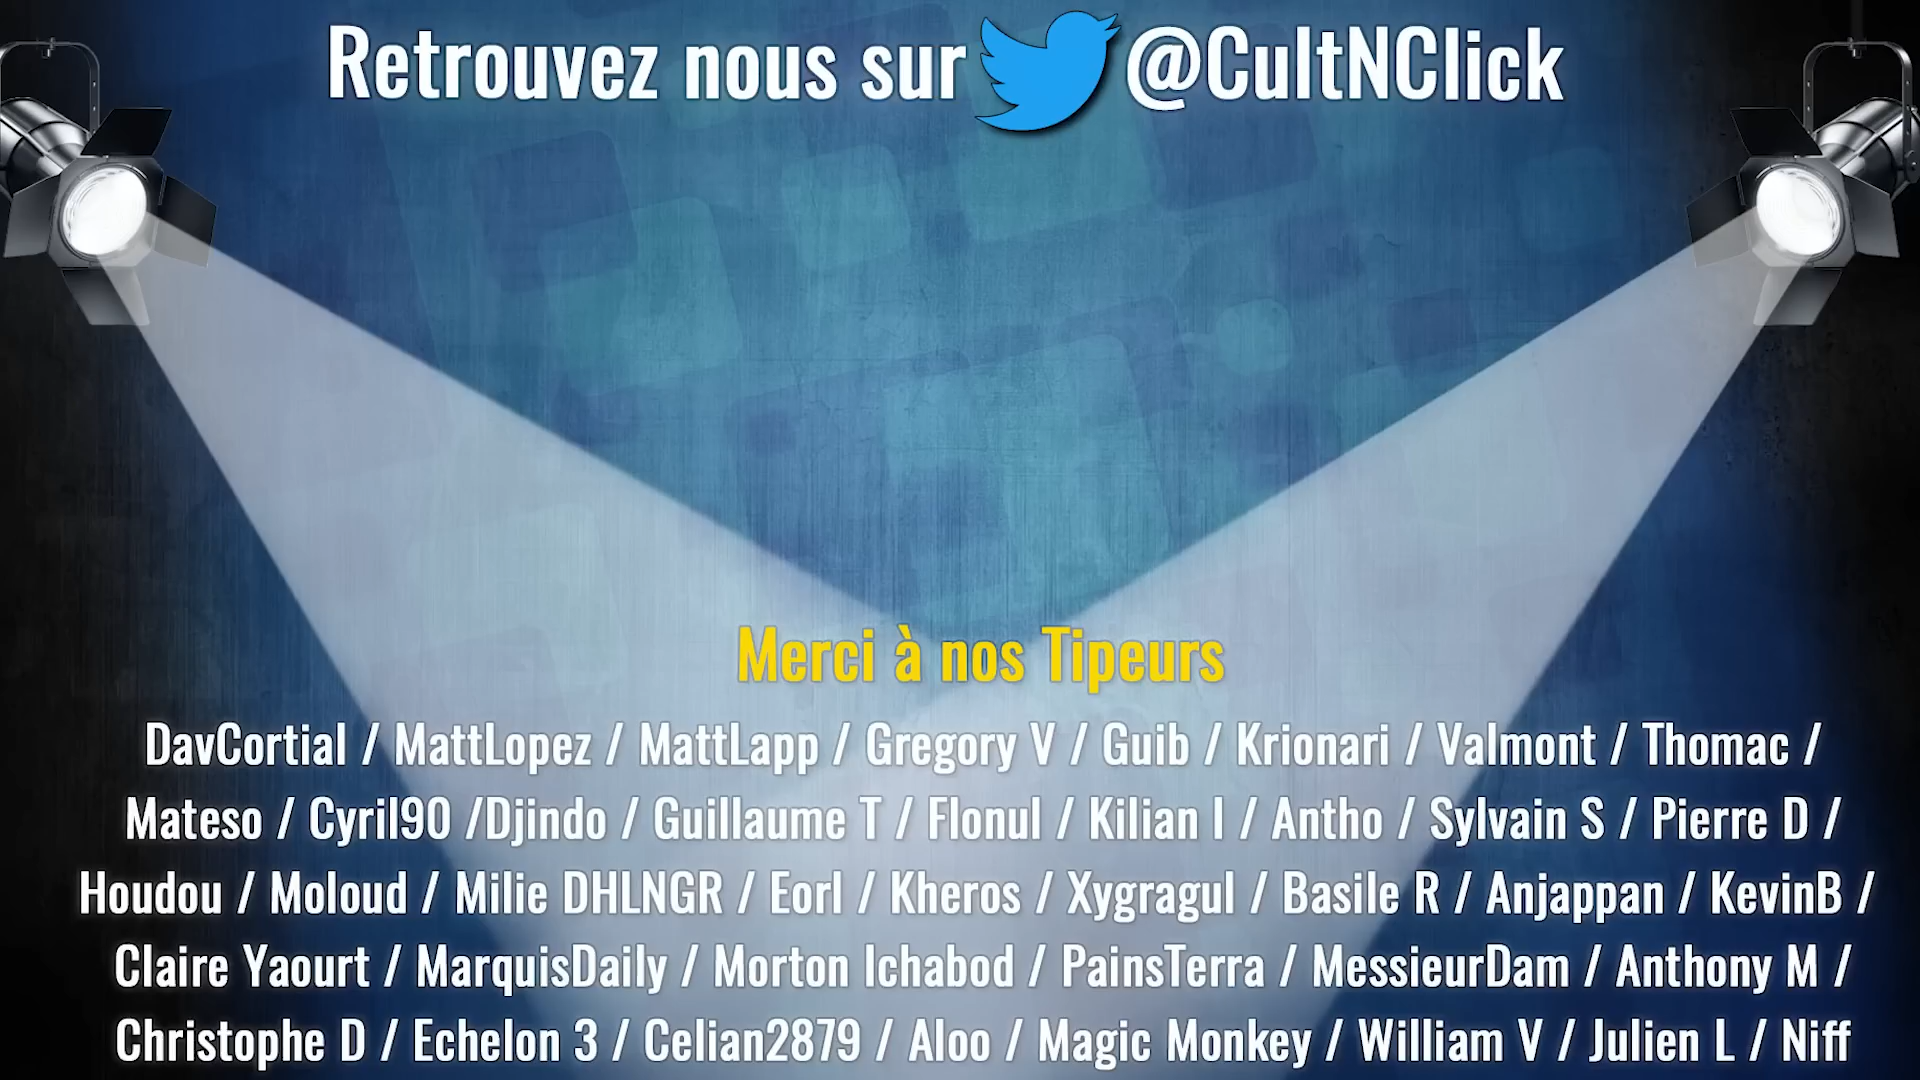 Retrouvez nous sur @CultNClick
Merci à nos Tipeurs
DavCortial / MattLopez / MattLapp / Gregory V / Guib / Krionari / Valmont / Thomac /
Mateso / Cyril90 /Djindo / Guillaume T / Flonul / Kilian I / Antho / Sylvain S / Pierre D /
Houdou / Moloud / Milie DHLNGR / Eorl / Kheros / Xygragul / Basile R / Anjappan / KevinB /
Claire Yaourt / MarquisDaily / Morton Ichabod / PainsTerra / MessieurDam / Anthony M /
Christophe D / Echelon 3 / Celian2879 / Aloo / Magic Monkey / William V / Julien L / Niff